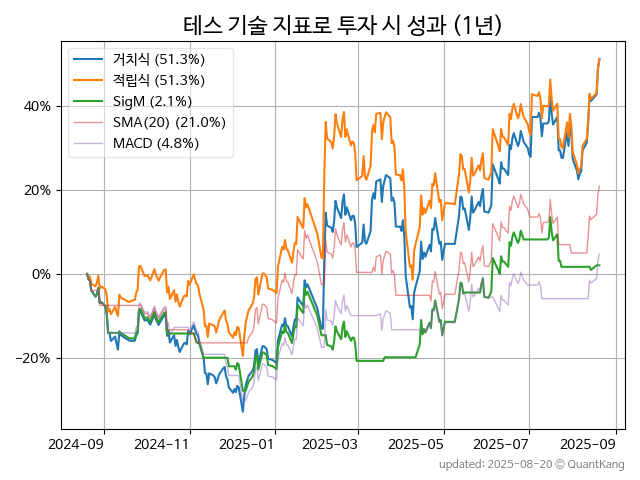 테스 기술 지표로 투자 시 성과 (1년)
거치식 (51.3%)
적립식 (51.3%)
SigM (2.1%)
SMA(20) (21.0%)
MACD (4.8%)
40%
20%
0%
−20%
2024-09 2024-11 2025-01 2025-03 2025-05 2025-07 2025-09
updated: 2025-08-20 © QuantKang